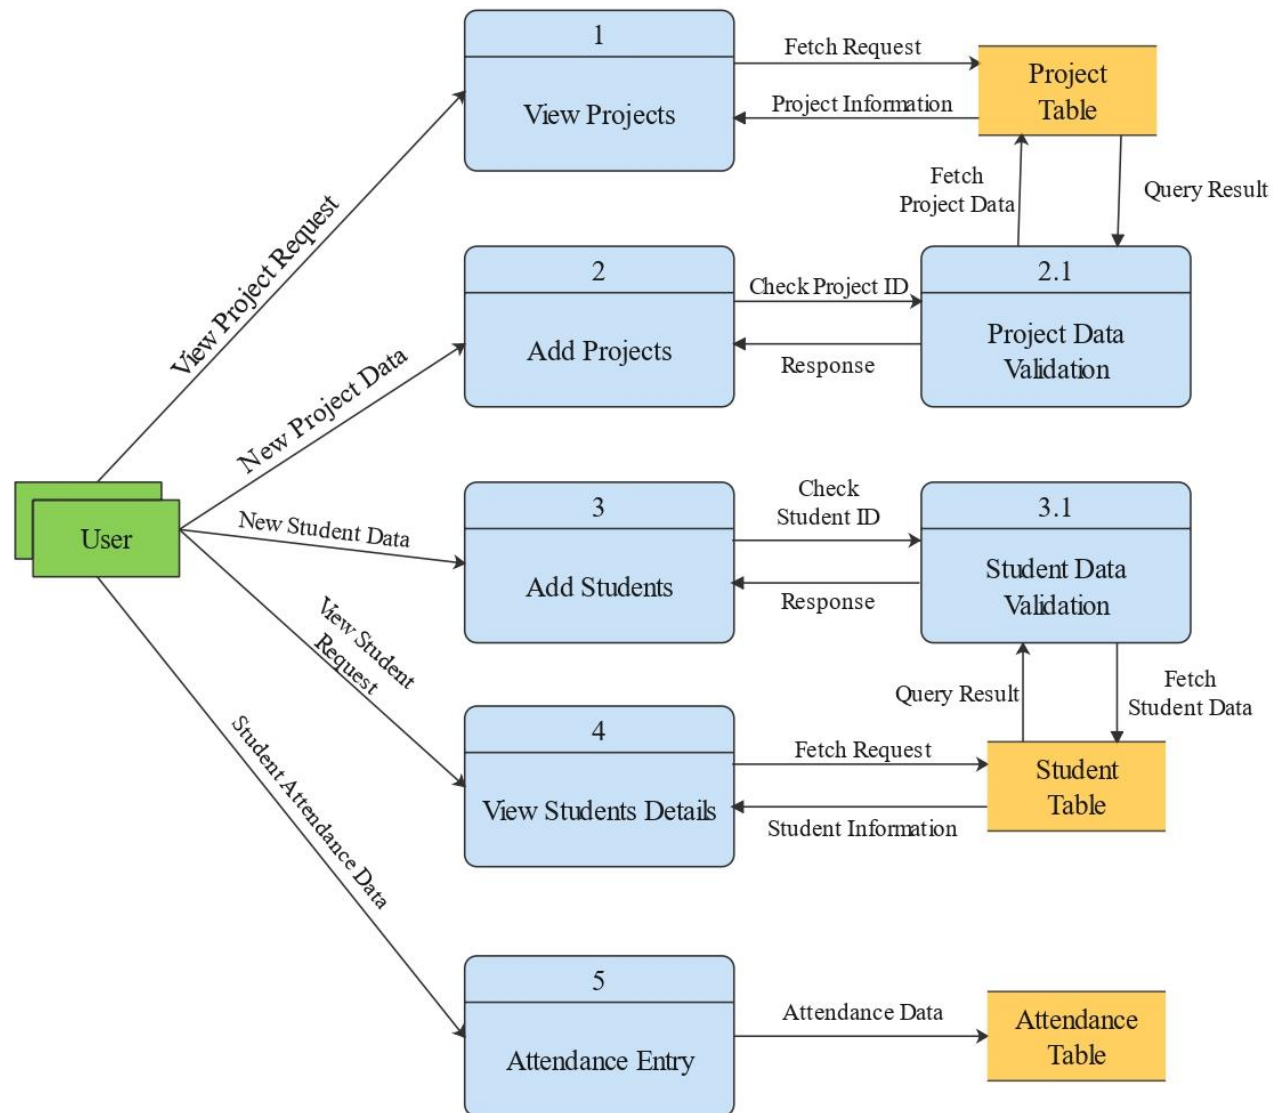 1
View Projects
Fetch Request
Project Information
Project
Table
Fetch
Project Data
Query Result
View Project Request
2
Add Projects
Check Project ID
Response
2.1
Project Data
Validation
New Project Data
User
New Student Data
3
Add Students
Check
Student ID
Response
3.1
Student Data
Validation
View Student
Request
Query Result
Fetch
Student Data
4
View Students Details
Fetch Request
Student Information
Student
Table
Student Attendance Data
5
Attendance Entry
Attendance Data
Attendance
Table